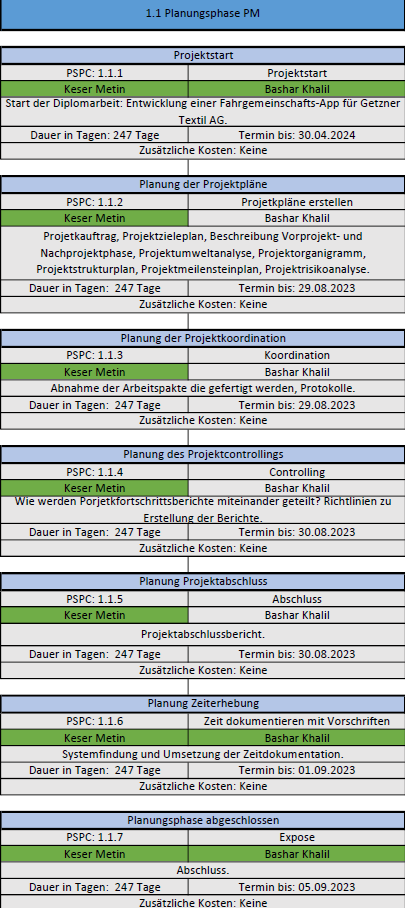 1.1 Planungsphase PM
Projektstart
PSPC: 1.1.1 Projektstart
Keser Metin Bashar Khalil
Start der Diplomarbeit: Entwicklung einer Fahrgemeinschafts-App für Getzner
Textil AG.
Dauer in Tagen: 247 Tage Termin bis: 30.04.2024
Zusätzliche Kosten: Keine
Planung der Projektpläne
PSPC: 1.1.2 Projetkpläne erstellen
Keser Metin Bashar Khalil
Projetkauftrag, Projektzieleplan, Beschreibung Vorprojekt- und
Nachprojektphase, Projektumweltanalyse, Projektorganigramm,
Projektstrukturplan, Projektmeilensteinplan, Projektrisikoanalyse.
Dauer in Tagen: 247 Tage Termin bis: 29.08.2023
Zusätzliche Kosten: Keine
Planung der Projektkoordination
PSPC: 1.1.3 Koordination
Keser Metin Bashar Khalil
Abnahme der Arbeitspakte die gefertigt werden, Protokolle.
Dauer in Tagen: 247 Tage Termin bis: 29.08.2023
Zusätzliche Kosten: Keine
Planung des Projektcontrollings
PSPC: 1.1.4 Controlling
Keser Metin Bashar Khalil
Wie werden Porjetkfortschrittsberichte miteinander geteilt? Richtlinien zu
Erstellung der Berichte.
Dauer in Tagen: 247 Tage Termin bis: 30.08.2023
Zusätzliche Kosten: Keine
Planung Projektabschluss
PSPC: 1.1.5 Abschluss
Keser Metin Bashar Khalil
Projektabschlussbericht.
Dauer in Tagen: 247 Tage Termin bis: 30.08.2023
Zusätzliche Kosten: Keine
Planung Zeiterhebung
PSPC: 1.1.6 Zeit dokumentieren mit Vorschriften
Keser Metin Bashar Khalil
Systemfindung und Umsetzung der Zeitdokumentation.
Dauer in Tagen: 247 Tage Termin bis: 01.09.2023
Zusätzliche Kosten: Keine
Planungsphase abgeschlossen
PSPC: 1.1.7 Expose
Keser Metin Bashar Khalil
Abschluss.
Dauer in Tagen: 247 Tage Termin bis: 05.09.2023
Zusätzliche Kosten: Keine